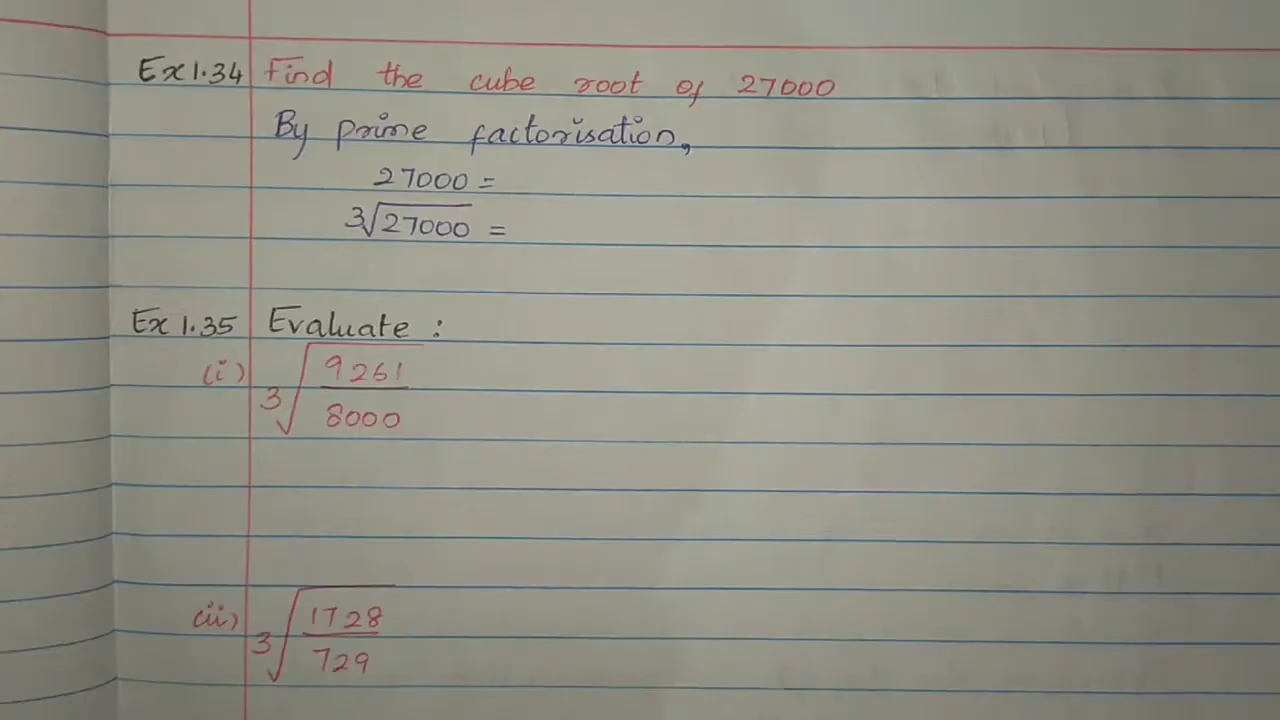 Ex 1.34 Find the cube root of 27000
By prime factorisation,
27000 =
3√27000 =
Ex 1.35 Evaluate :
(i) 3√9261
8000
(ii) 3√1728
729